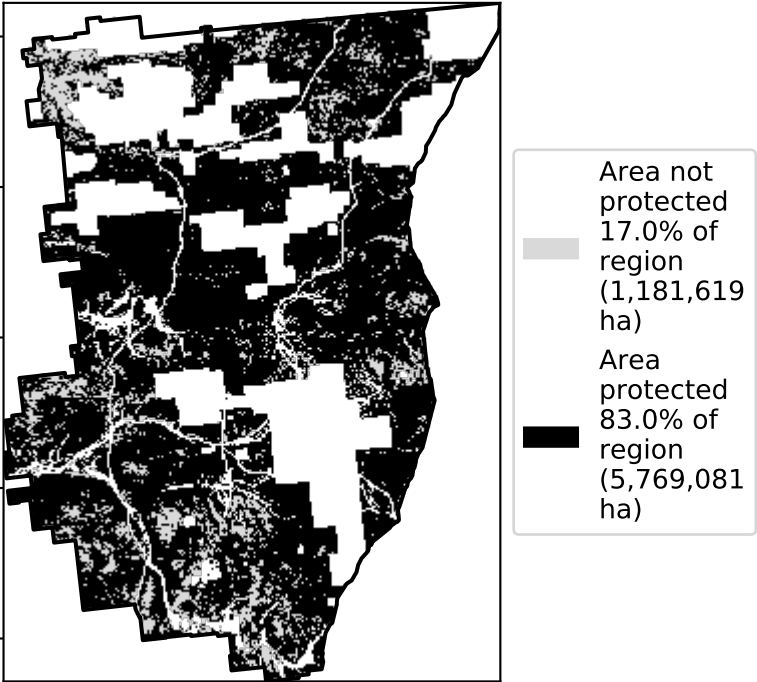 Area not
protected
17.0% of
region
(1,181,619
ha)
Area
protected
83.0% of
region
(5,769,081
ha)